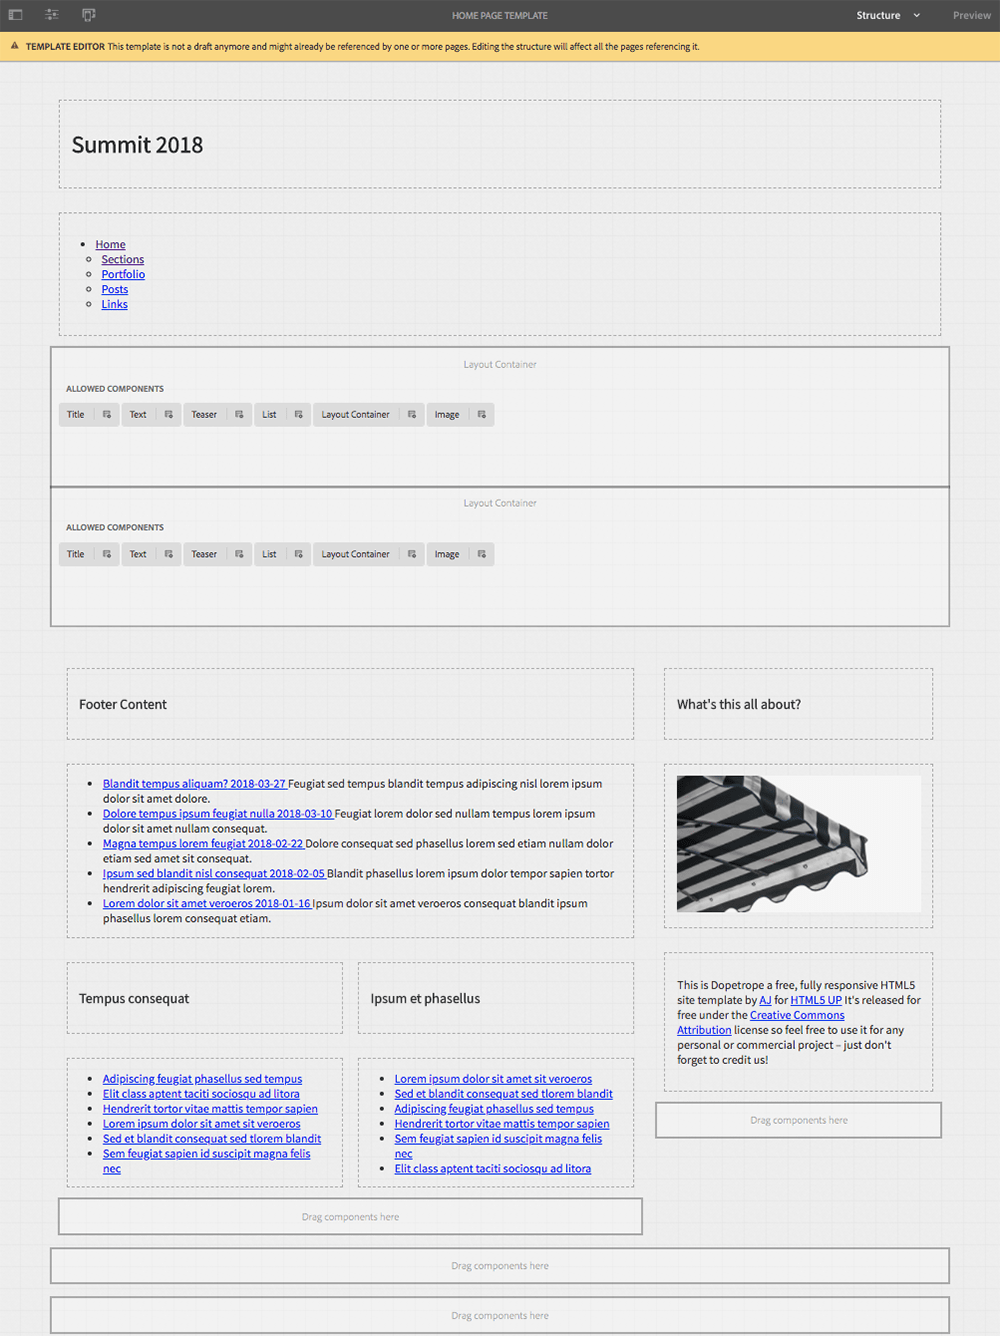 HOME PAGE TEMPLATE
Structure
Preview
TEMPLATE EDITOR This template is not a draft anymore and might already be referenced by one or more pages. Editing the structure will affect all the pages referencing it.
Summit 2018
Home
Sections
Portfolio
Posts
Links
Layout Container
ALLOWED COMPONENTS
Title Text Teaser List Layout Container Image
Layout Container
ALLOWED COMPONENTS
Title Text Teaser List Layout Container Image
Footer Content
Blandit tempus aliquam? 2018-03-27 Feugiat sed tempus blandit tempus adipiscing nisl lorem ipsum
dolor sit amet dolore.
Dolore tempus ipsum feugiat nulla 2018-03-10 Feugiat lorem dolor sed nullam tempus lorem ipsum
dolor sit amet nullam consequat.
Magna tempus lorem feugiat 2018-02-22 Dolore consequat sed phasellus lorem sed etiam nullam dolor
etiam sed amet sit consequat.
Ipsum sed blandit nisl consequat 2018-02-05 Blandit phasellus lorem ipsum dolor tempor sapien tortor
hendrerit adipiscing feugiat lorem.
Lorem dolor sit amet veroeros 2018-01-16 Ipsum dolor sit amet veroeros consequat blandit ipsum
phasellus lorem consequat etiam.
Tempus consequat
Adipiscing feugiat phasellus sed tempus
Elit class aptent taciti sociosqu ad litora
Hendrerit tortor vitae mattis tempor sapien
Lorem ipsum dolor sit amet sit veroeros
Sed et blandit consequat sed tlorem blandit
Sem feugiat sapien id suscipit magna felis
nec
Ipsum et phasellus
Lorem ipsum dolor sit amet sit veroeros
Sed et blandit consequat sed tlorem blandit
Adipiscing feugiat phasellus sed tempus
Hendrerit tortor vitae mattis tempor sapien
Sem feugiat sapien id suscipit magna felis
nec
Elit class aptent taciti sociosqu ad litora
Drag components here
What's this all about?
This is Dopetrope a free, fully responsive HTML5
site template by AJ for HTML5 UP It's released for
free under the Creative Commons
Attribution license so feel free to use it for any
personal or commercial project – just don't
forget to credit us!
Drag components here
Drag components here
Drag components here